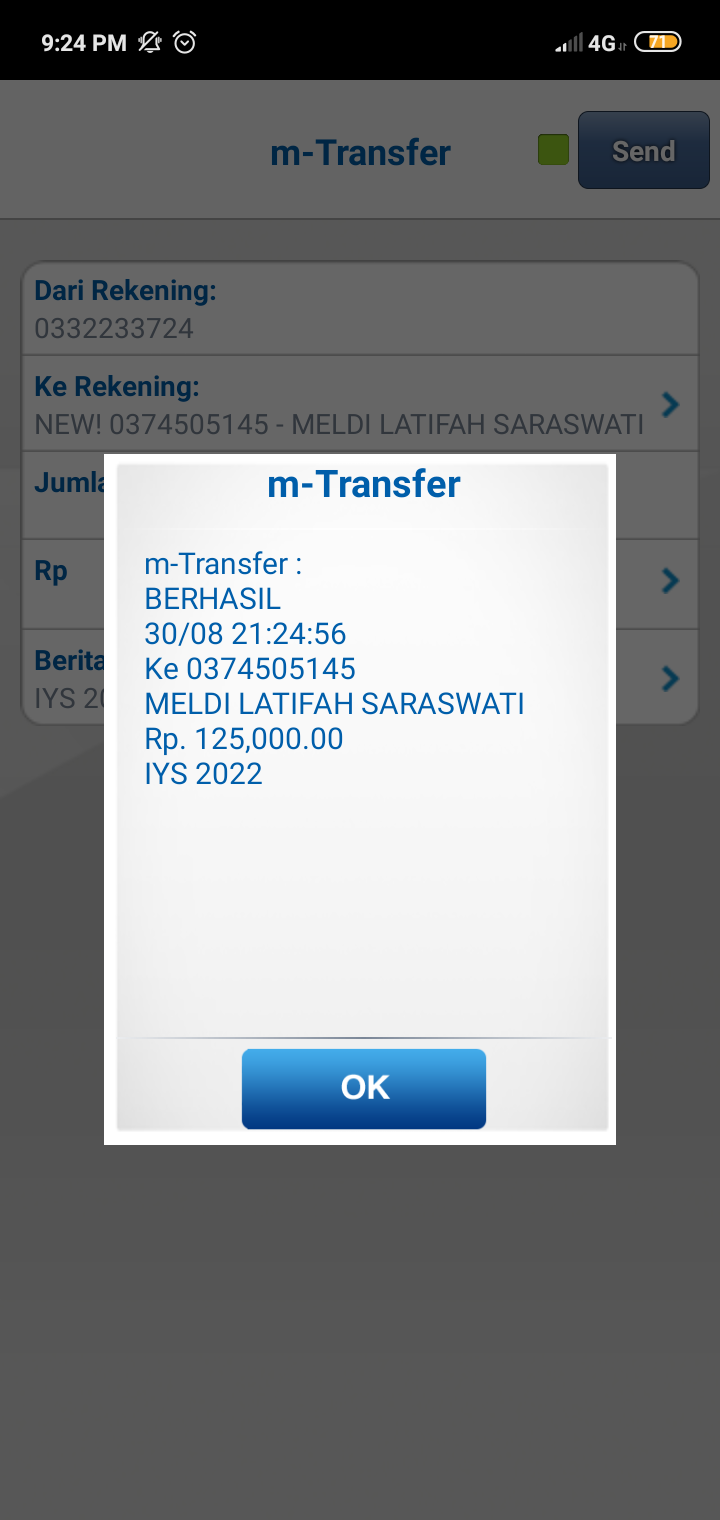 9:24 PM 4G 71
m-Transfer Send
Dari Rekening:
0332233724
Ke Rekening:
NEW! 0374505145 - MELDI LATIFAH SARASWATI
Jumla
Rp
Berita
IYS 20
m-Transfer
m-Transfer :
BERHASIL
30/08 21:24:56
Ke 0374505145
MELDI LATIFAH SARASWATI
Rp. 125,000.00
IYS 2022
OK